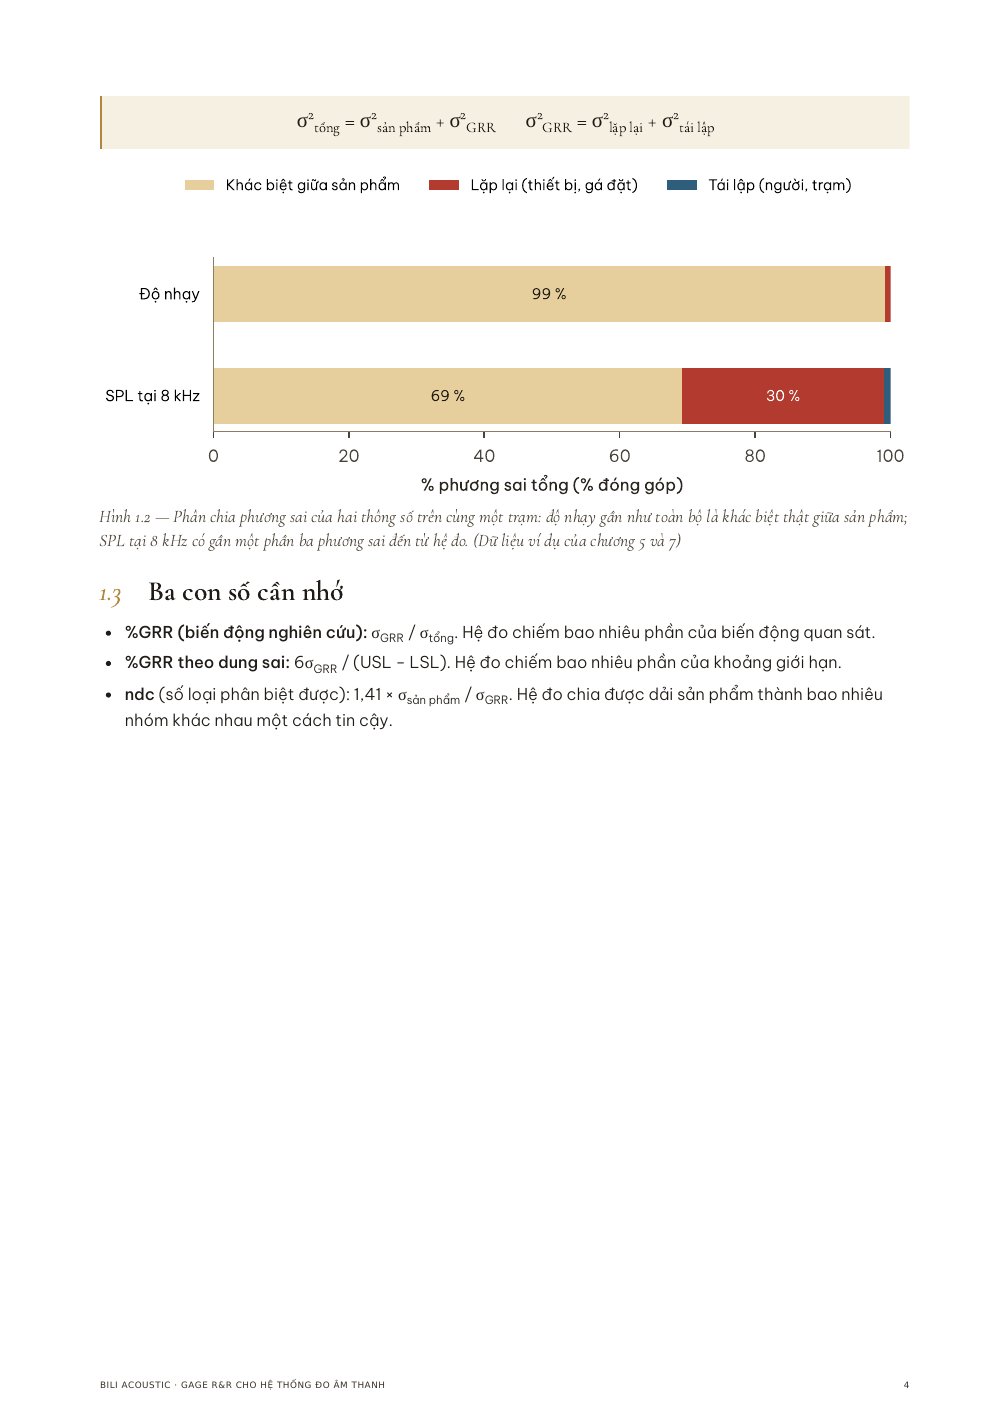 σ²tổng = σ²sản phẩm + σ²GRR σ²GRR = σ²lặp lại + σ²tái lập
Khác biệt giữa sản phẩm Lặp lại (thiết bị, gá đặt) Tái lập (người, trạm)
Độ nhạy 99 %
SPL tại 8 kHz 69 % 30 %
0 20 40 60 80 100
% phương sai tổng (% đóng góp)
Hình 1.2 — Phân chia phương sai của hai thông số trên cùng một trạm: độ nhạy gần như toàn bộ là khác biệt thật giữa sản phẩm;
SPL tại 8 kHz có gần một phần ba phương sai đến từ hệ đo. (Dữ liệu ví dụ của chương 5 và 7)
1.3 Ba con số cần nhớ
• %GRR (biến động nghiên cứu): σGRR / σtổng. Hệ đo chiếm bao nhiêu phần của biến động quan sát.
• %GRR theo dung sai: 6σGRR / (USL − LSL). Hệ đo chiếm bao nhiêu phần của khoảng giới hạn.
• ndc (số loại phân biệt được): 1,41 × σsản phẩm / σGRR. Hệ đo chia được dải sản phẩm thành bao nhiêu
nhóm khác nhau một cách tin cậy.
BILI ACOUSTIC · GAGE R&R CHO HỆ THỐNG ĐO ÂM THANH 4